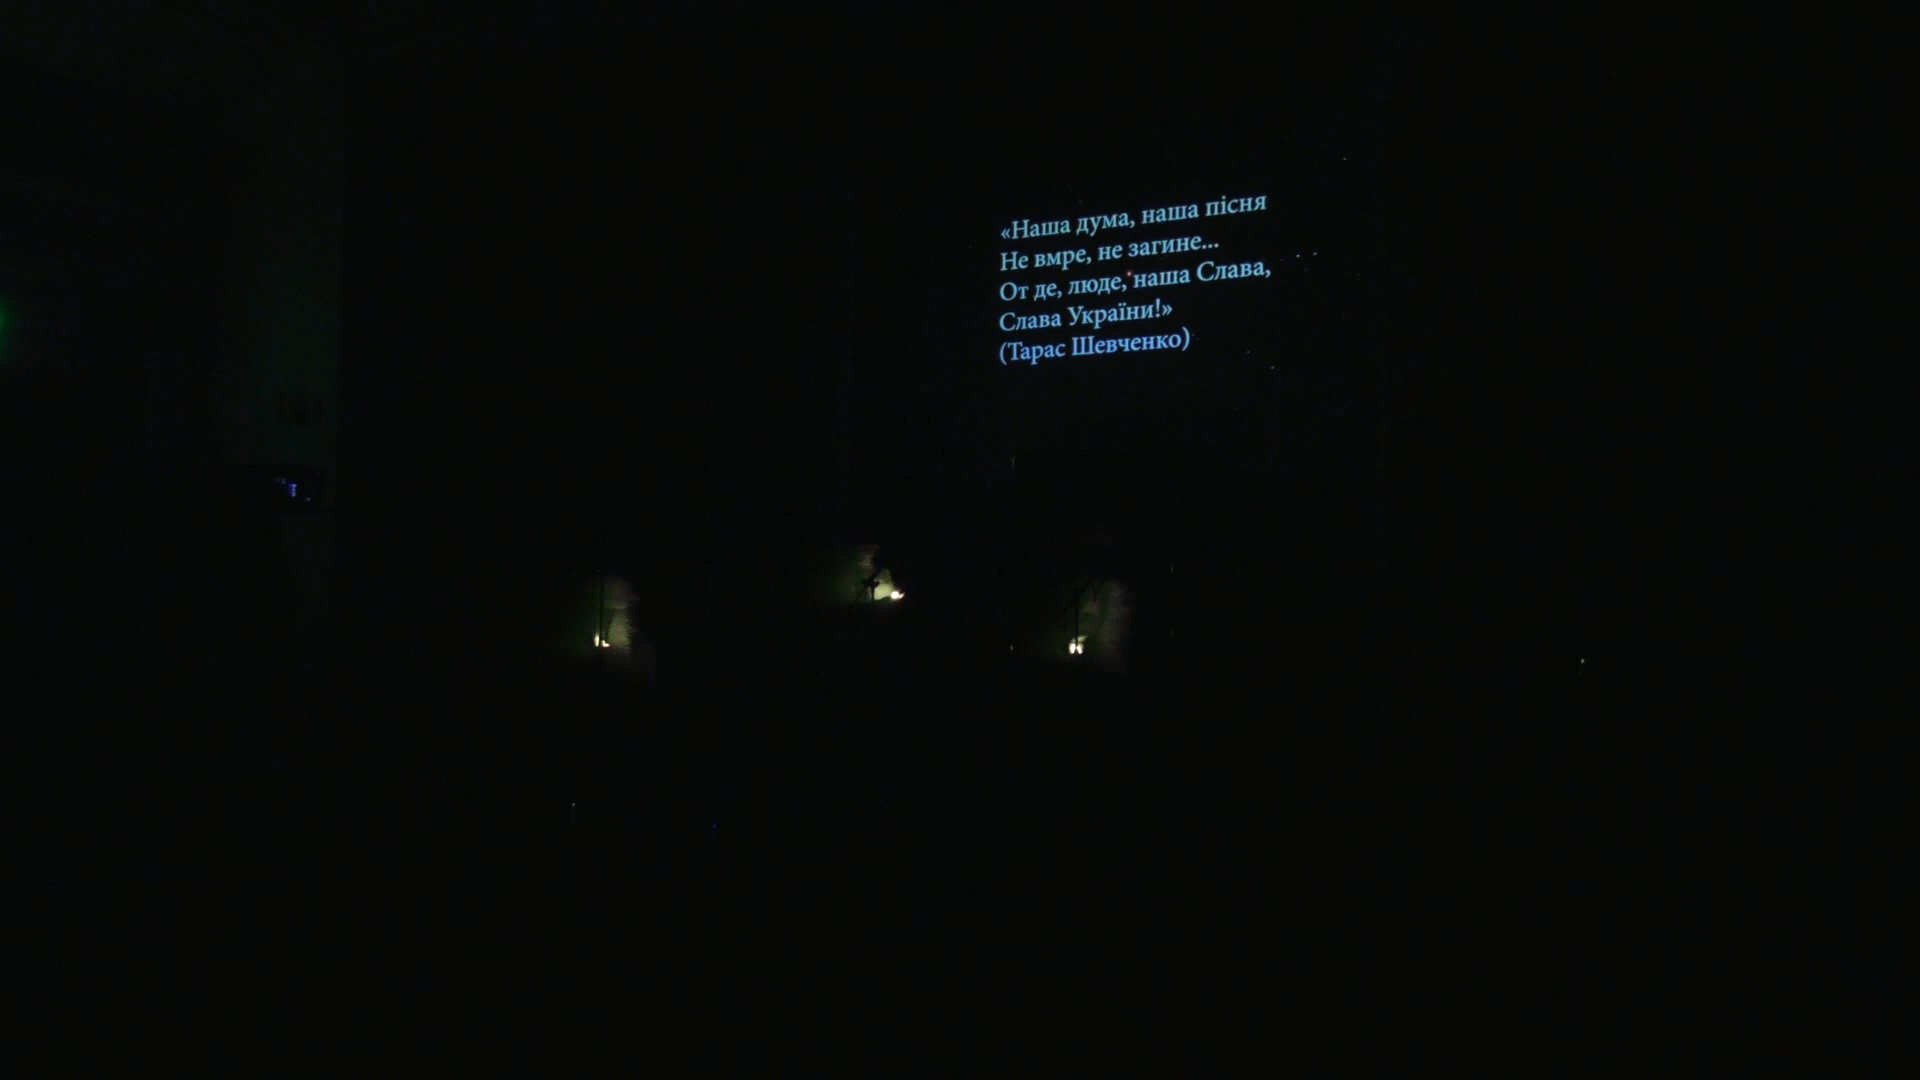 «Наша дума, наша пісня
Не вмре, не загине...
От де, люде, наша Слава,
Слава України!»
(Тарас Шевченко)